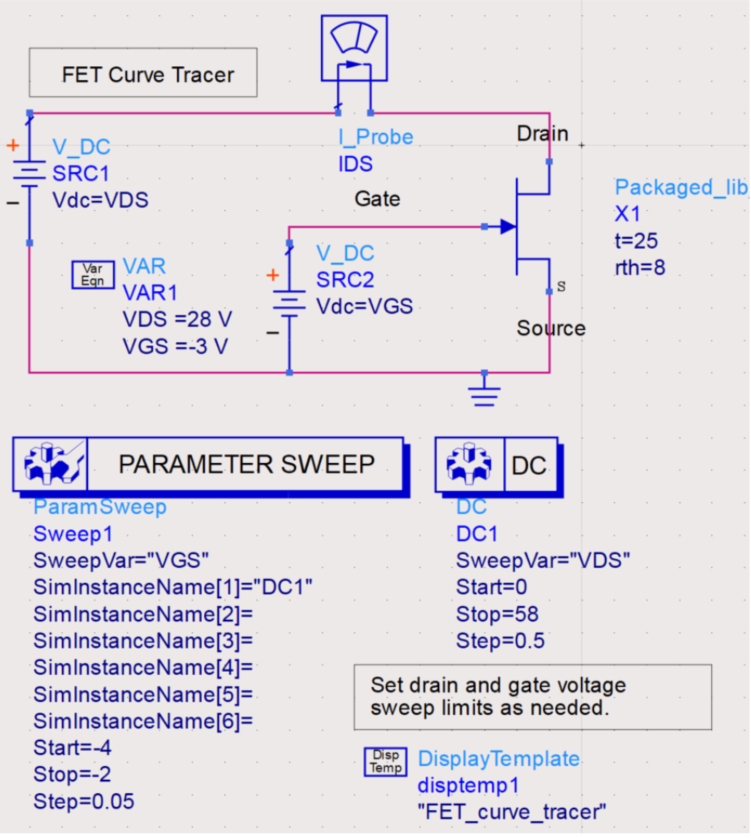 FET Curve Tracer
I_Probe
IDS
Drain
+
V_DC
SRC1
Vdc=VDS
−
Gate
Packaged_lib
X1
t=25
rth=8
+
V_DC
SRC2
Vdc=VGS
−
Var
Eqn
VAR
VAR1
VDS =28 V
VGS =-3 V
S
Source
PARAMETER SWEEP
ParamSweep
Sweep1
SweepVar="VGS"
SimInstanceName[1]="DC1"
SimInstanceName[2]=
SimInstanceName[3]=
SimInstanceName[4]=
SimInstanceName[5]=
SimInstanceName[6]=
Start=-4
Stop=-2
Step=0.05
DC
DC
DC1
SweepVar="VDS"
Start=0
Stop=58
Step=0.5
Set drain and gate voltage
sweep limits as needed.
Disp
Temp
DisplayTemplate
disptemp1
"FET_curve_tracer"